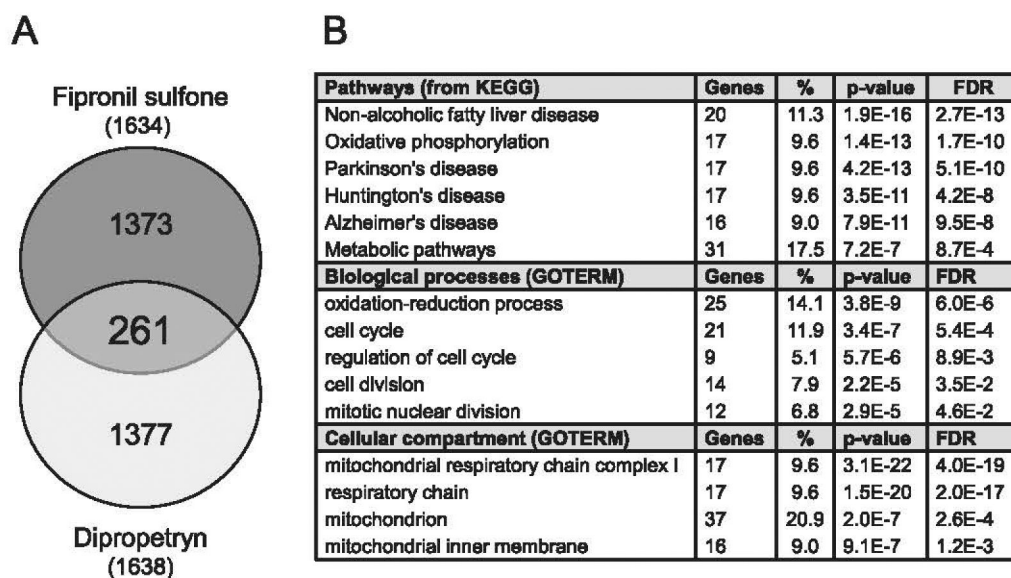 A
Fipronil sulfone
(1634)
1373
261
1377
Dipropetryn
(1638)
B
Pathways (from KEGG) Genes % p-value FDR
Non-alcoholic fatty liver disease 20 11.3 1.9E-16 2.7E-13
Oxidative phosphorylation 17 9.6 1.4E-13 1.7E-10
Parkinson's disease 17 9.6 4.2E-13 5.1E-10
Huntington's disease 17 9.6 3.5E-11 4.2E-8
Alzheimer's disease 16 9.0 7.9E-11 9.5E-8
Metabolic pathways 31 17.5 7.2E-7 8.7E-4
Biological processes (GOTERM) Genes % p-value FDR
oxidation-reduction process 25 14.1 3.8E-9 6.0E-6
cell cycle 21 11.9 3.4E-7 5.4E-4
regulation of cell cycle 9 5.1 5.7E-6 8.9E-3
cell division 14 7.9 2.2E-5 3.5E-2
mitotic nuclear division 12 6.8 2.9E-5 4.6E-2
Cellular compartment (GOTERM) Genes % p-value FDR
mitochondrial respiratory chain complex I 17 9.6 3.1E-22 4.0E-19
respiratory chain 17 9.6 1.5E-20 2.0E-17
mitochondrion 37 20.9 2.0E-7 2.6E-4
mitochondrial inner membrane 16 9.0 9.1E-7 1.2E-3